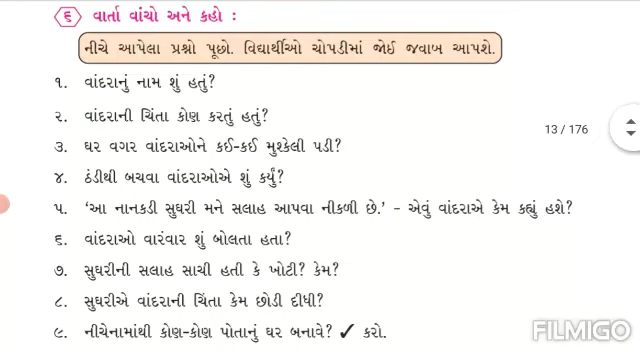 ૬ વાર્તા વાંચો અને કહો :
નીચે આપેલા પ્રશ્નો પૂછો. વિદ્યાર્થીઓ ચોપડીમાં જોઈ જવાબ આપશે.
૧. વાંદરાનું નામ શું હતું?
૨. વાંદરાની ચિંતા કોણ કરતું હતું?
13 / 176
૩. ઘર વગર વાંદરાઓને કઈ-કઈ મુશ્કેલી પડી?
૪. ઠંડીથી બચવા વાંદરાઓએ શું કર્યું?
૫. ‘આ નાનકડી સુઘરી મને સલાહ આપવા નીકળી છે.’ - એવું વાંદરાએ કેમ કહ્યું હશે?
૬. વાંદરાઓ વારંવાર શું બોલતા હતા?
૭. સુઘરીની સલાહ સાચી હતી કે ખોટી? કેમ?
૮. સુઘરીએ વાંદરાની ચિંતા કેમ છોડી દીધી?
૯. નીચેનામાંથી કોણ-કોણ પોતાનું ઘર બનાવે? ✓ કરો.
FILMIGO